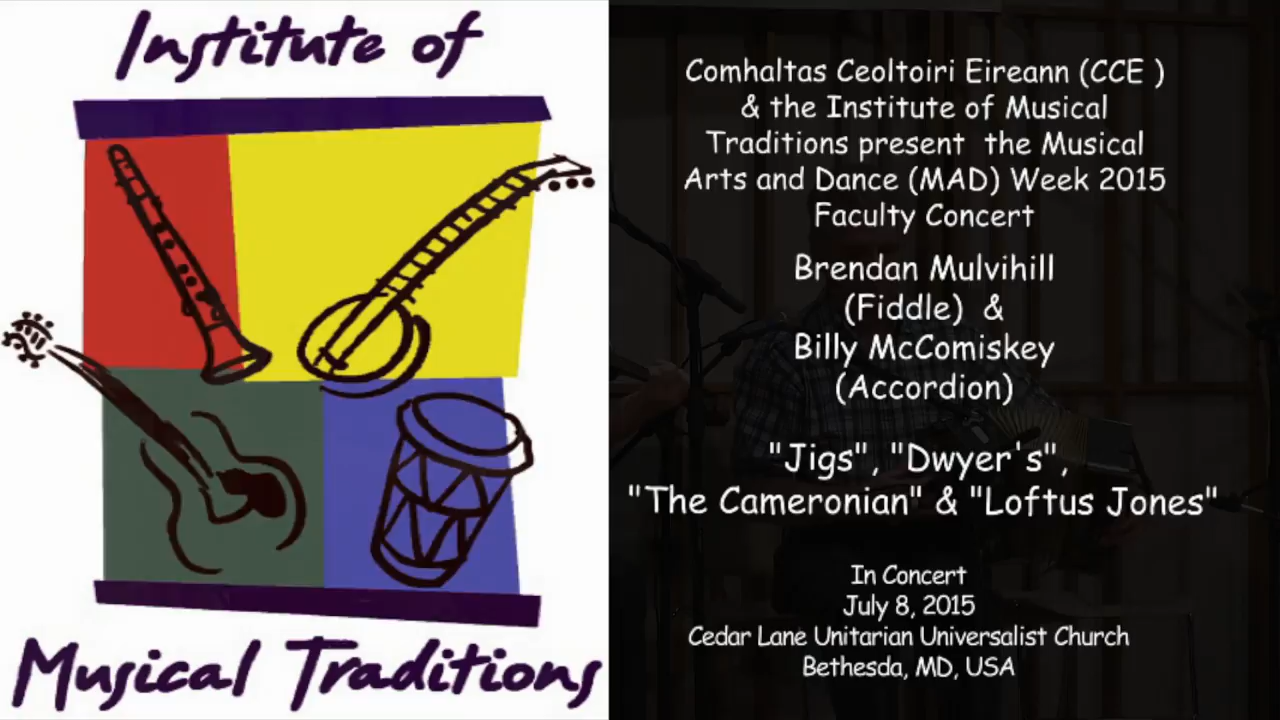 Institute of
Musical Traditions
Comhaltas Ceoltoiri Eireann (CCE )
& the Institute of Musical
Traditions present the Musical
Arts and Dance (MAD) Week 2015
Faculty Concert
Brendan Mulvihill
(Fiddle) &
Billy McComiskey
(Accordion)
"Jigs", "Dwyer's",
"The Cameronian" & "Loftus Jones"
In Concert
July 8, 2015
Cedar Lane Unitarian Universalist Church
Bethesda, MD, USA